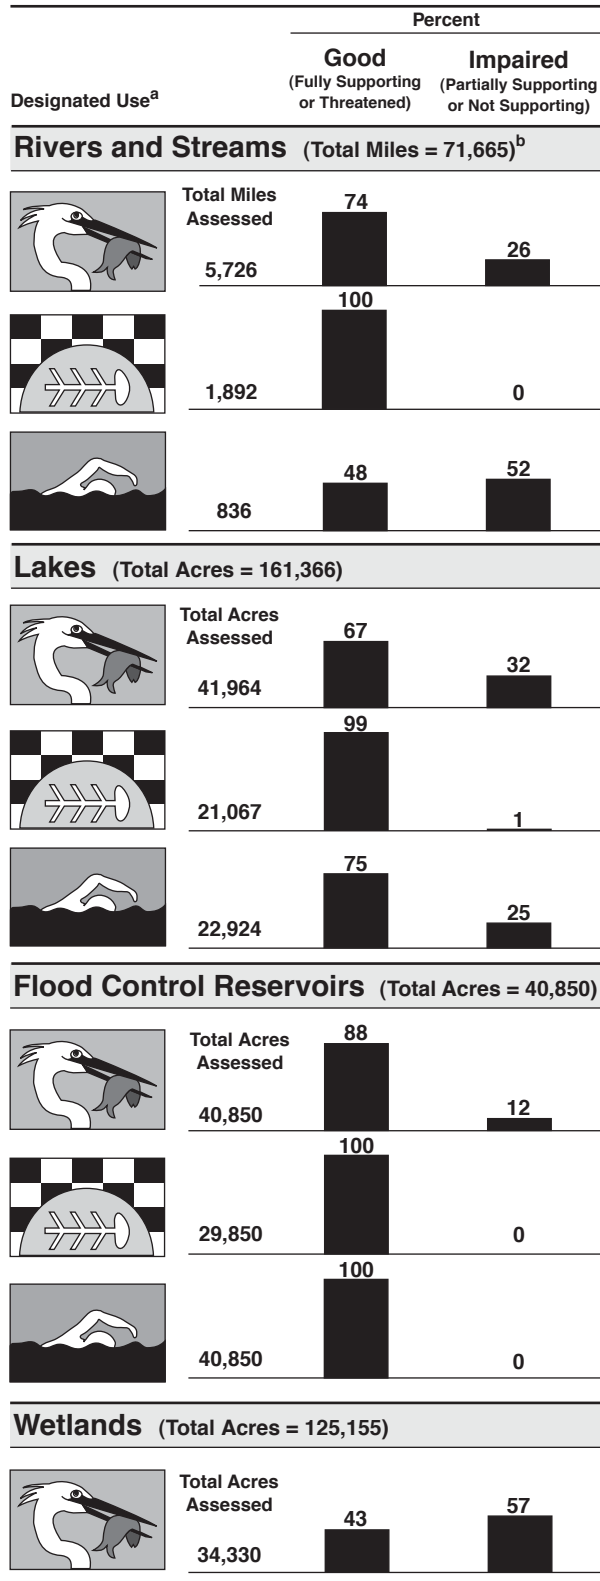 Percent
Good Impaired
(Fully Supporting (Partially Supporting
Designated Useᵃ or Threatened) or Not Supporting)
Rivers and Streams (Total Miles = 71,665)ᵇ
Total Miles
Assessed
74
26
5,726
100
1,892 0
48 52
836
Lakes (Total Acres = 161,366)
Total Acres
Assessed
67
32
41,964
99
21,067 1
75
25
22,924
Flood Control Reservoirs (Total Acres = 40,850)
Total Acres
Assessed
88
12
40,850
100
29,850 0
100
40,850 0
Wetlands (Total Acres = 125,155)
Total Acres
Assessed
43 57
34,330